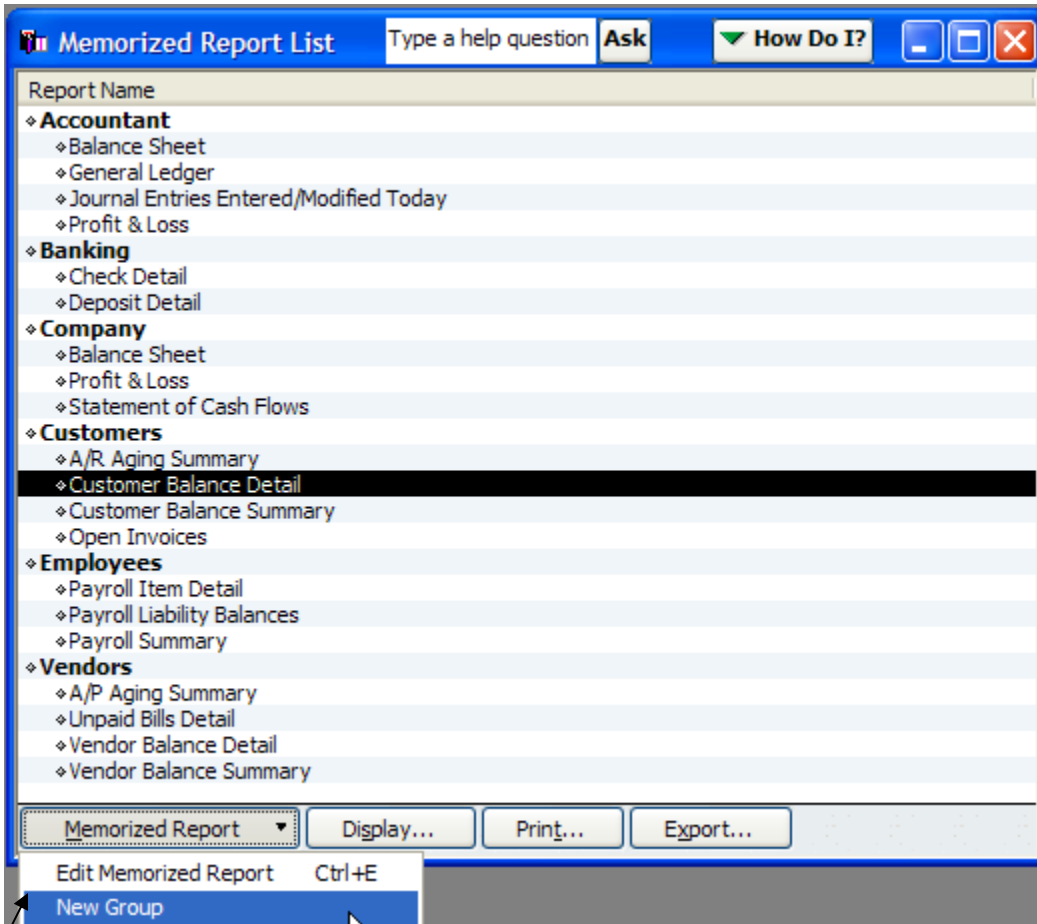 Memorized Report List Type a help question Ask How Do I?
Report Name
Accountant
Balance Sheet
General Ledger
Journal Entries Entered/Modified Today
Profit & Loss
Banking
Check Detail
Deposit Detail
Company
Balance Sheet
Profit & Loss
Statement of Cash Flows
Customers
A/R Aging Summary
Customer Balance Detail
Customer Balance Summary
Open Invoices
Employees
Payroll Item Detail
Payroll Liability Balances
Payroll Summary
Vendors
A/P Aging Summary
Unpaid Bills Detail
Vendor Balance Detail
Vendor Balance Summary
Memorized Report Display... Print... Export...
Edit Memorized Report Ctrl+E
New Group